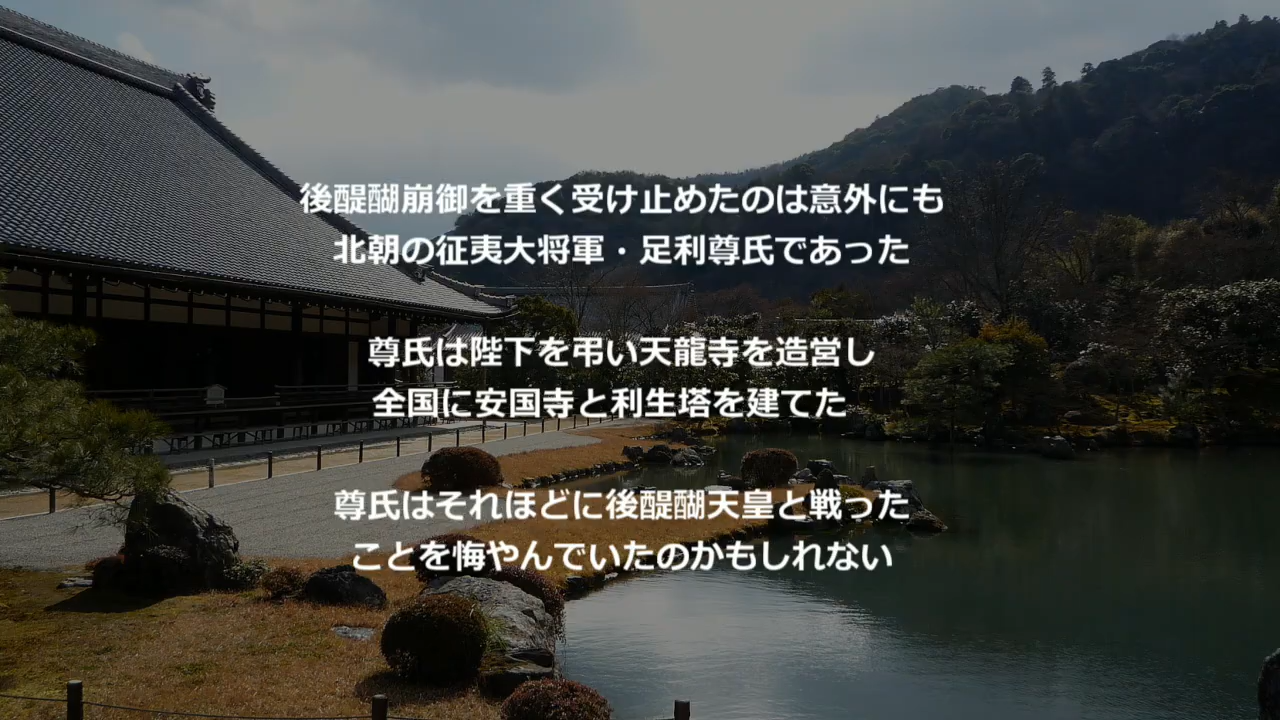 後醍醐崩御を重く受け止めたのは意外にも
北朝の征夷大将軍・足利尊氏であった
尊氏は陛下を弔い天龍寺を造営し
全国に安国寺と利生塔を建てた
尊氏はそれほどに後醍醐天皇と戦った
ことを悔やんでいたのかもしれない